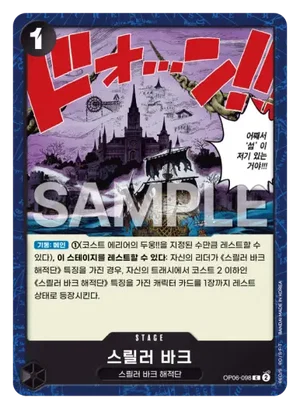 1
ドォーン!!
어째서
‘섬’ 이
저기 있는
거야!!!
SAMPLE
기동: 메인 ①(코스트 에리어의 두웅!!을 지정된 수만큼 레스트할 수
있다), 이 스테이지를 레스트할 수 있다: 자신의 리더가 《스릴러 바크
해적단》 특징을 가진 경우, 자신의 트래시에서 코스트 2 이하인
《스릴러 바크 해적단》 특징을 가진 캐릭터 카드를 1장까지 레스트
상태로 등장시킨다.
STAGE
스릴러 바크
스릴러 바크 해적단
OP06-098 R 2